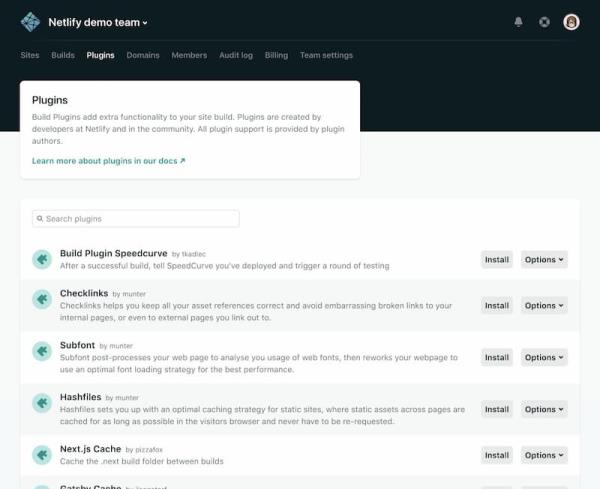 Netlify demo team
Sites Builds Plugins Domains Members Audit log Billing Team settings
Plugins
Build Plugins add extra functionality to your site build. Plugins are created by
developers at Netlify and in the community. All plugin support is provided by plugin
authors.
Learn more about plugins in our docs ↗
Search plugins
Build Plugin Speedcurve by tkadlec
After a successful build, tell SpeedCurve you've deployed and trigger a round of testing
Install Options
Checklinks by munter
Checklinks helps you keep all your asset references correct and avoid embarrassing broken links to your
internal pages, or even to external pages you link out to.
Install Options
Subfont by munter
Subfont post-processes your web page to analyse you usage of web fonts, then reworks your webpage to
use an optimal font loading strategy for the best performance.
Install Options
Hashfiles by munter
Hashfiles sets you up with an optimal caching strategy for static sites, where static assets across pages are
cached for as long as possible in the visitors browser and never have to be re-requested.
Install Options
Next.js Cache by pizzafox
Cache the .next build folder between builds
Install Options
Gatsby Cache by